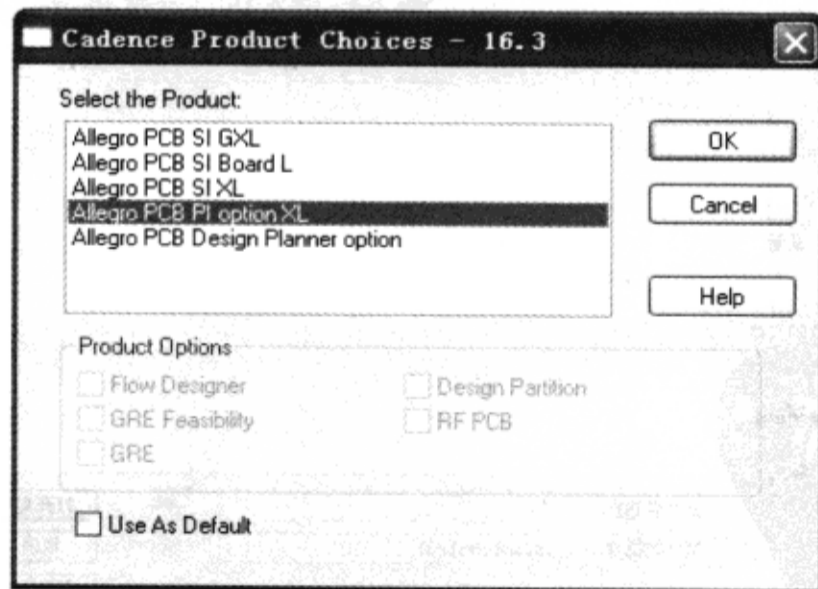 Cadence Product Choices - 16.3
Select the Product:
Allegro PCB SI GXL
Allegro PCB SI Board L
Allegro PCB SI XL
Allegro PCB PI option XL
Allegro PCB Design Planner option
OK
Cancel
Help
Product Options
Flow Designer
Design Partition
GRE Feasibility
RF PCB
GRE
Use As Default